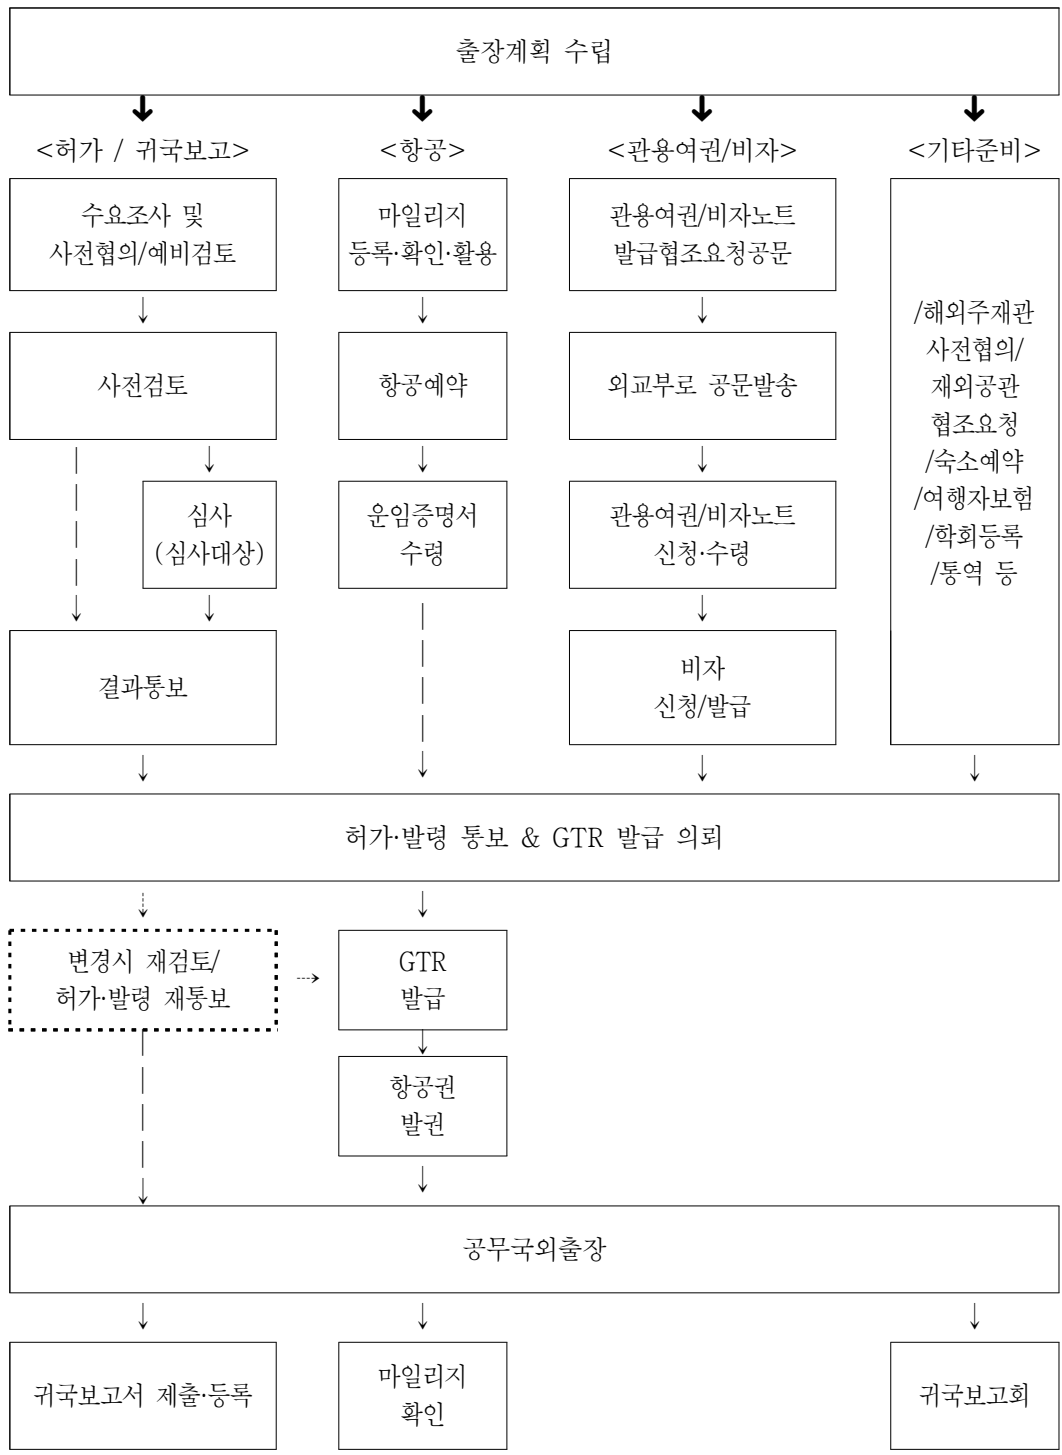 출장계획 수립
<허가 / 귀국보고>
<항공>
<관용여권/비자>
<기타준비>
수요조사 및
사전협의/예비검토
마일리지
등록·확인·활용
관용여권/비자노트
발급협조요청공문
/해외주재관
사전협의/
재외공관
협조요청
/숙소예약
/여행자보험
/학회등록
/통역 등
사전검토
항공예약
외교부로 공문발송
심사
(심사대상)
운임증명서
수령
관용여권/비자노트
신청·수령
결과통보
비자
신청/발급
허가·발령 통보 & GTR 발급 의뢰
변경시 재검토/
허가·발령 재통보
GTR
발급
항공권
발권
공무국외출장
귀국보고서 제출·등록
마일리지
확인
귀국보고회